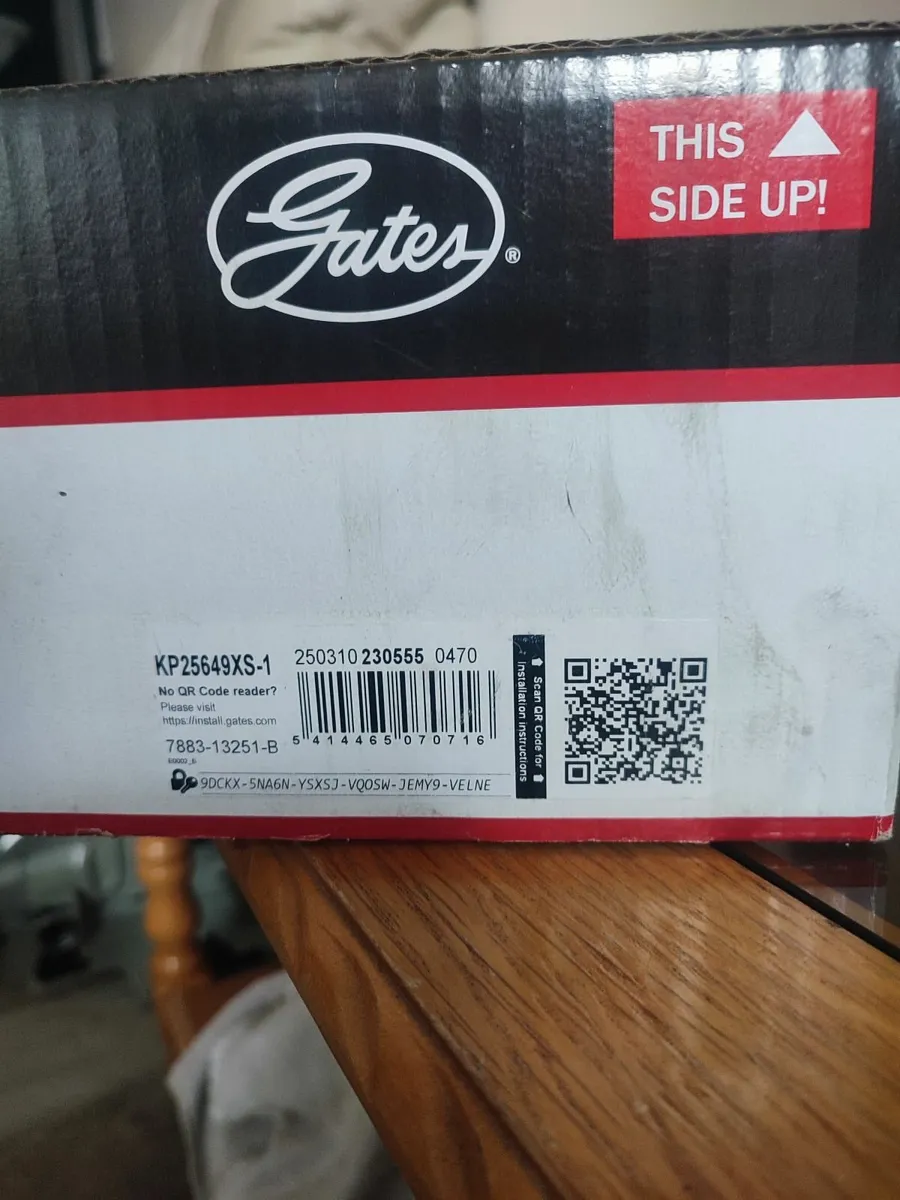 Gates®
THIS
SIDE UP!
KP25649XS-1
No QR Code reader?
Please visit
https://install.gates.com
7883-13251-B
250310 230555 0470
5 414465 070716
Scan QR Code for
installation instructions
9DCKX-5NA6N-YSXSJ-VQOSW-JEMY9-VELNE